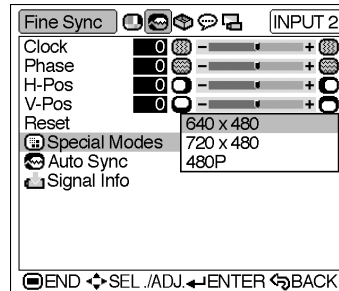 Fine Sync INPUT 2
Clock 0 - +
Phase 0 - +
H-Pos 0 - +
V-Pos 0 - +
Reset
640 x 480
Special Modes
720 x 480
Auto Sync
480P
Signal Info
END SEL./ADJ. ENTER BACK